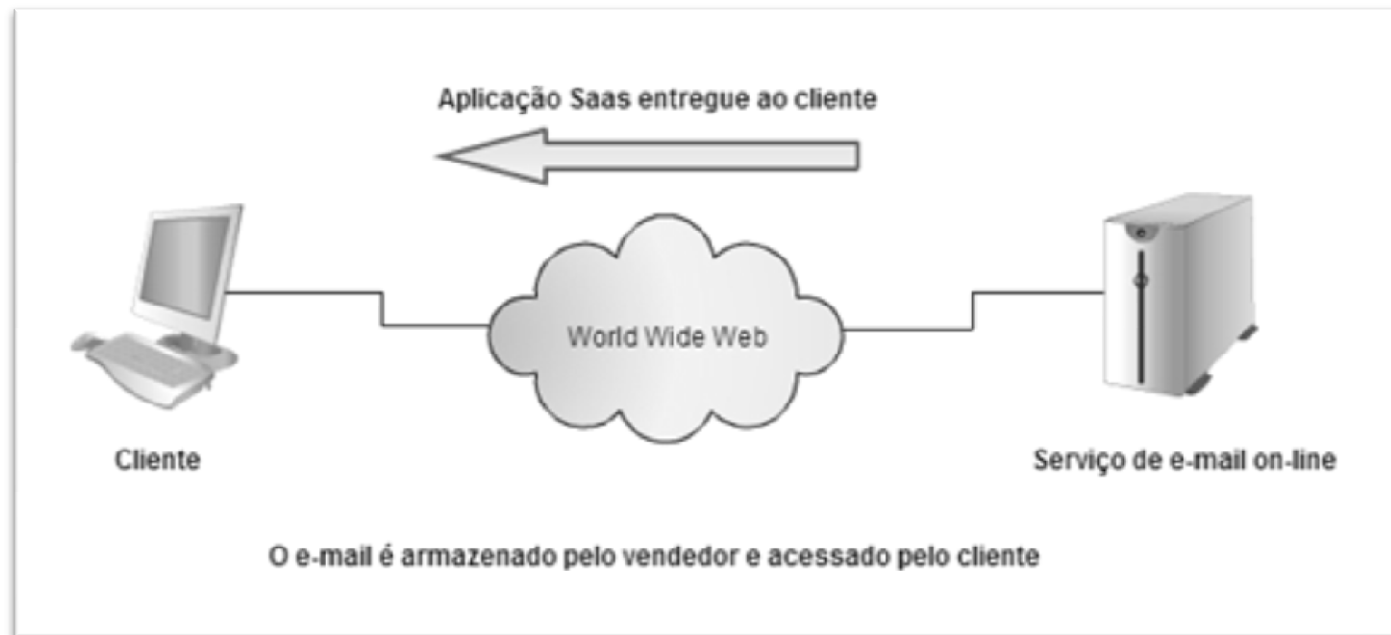 Aplicação Saas entregue ao cliente
World Wide Web
Cliente
Serviço de e-mail on-line
O e-mail é armazenado pelo vendedor e acessado pelo cliente